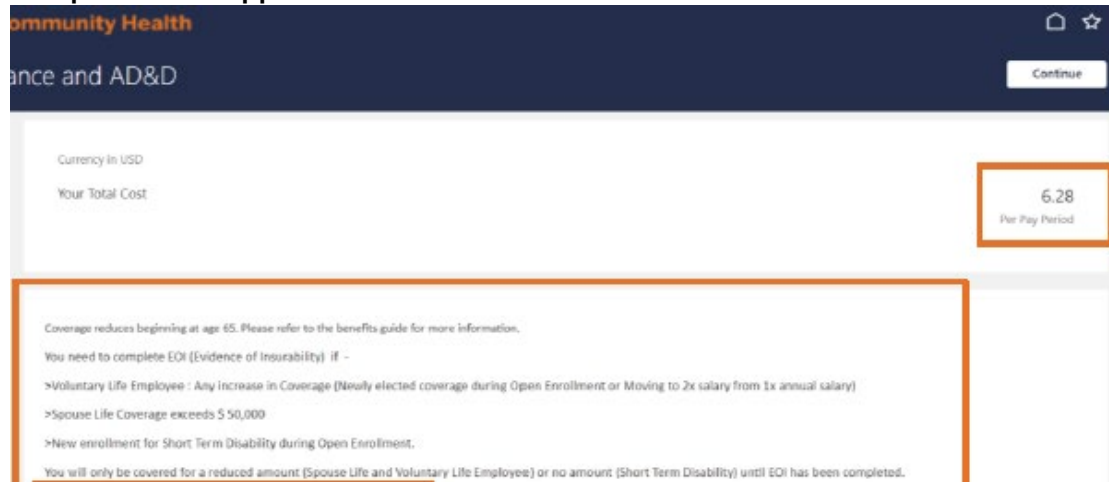 ommunity Health
ance and AD&D
Continue
Currency in USD
Your Total Cost
6.28
Per Pay Period
Coverage reduces beginning at age 65. Please refer to the benefits guide for more information.
You need to complete EOI (Evidence of Insurability) if -
>Voluntary Life Employee : Any increase in Coverage (Newly elected coverage during Open Enrollment or Moving to 2x salary from 1x annual salary)
>Spouse Life Coverage exceeds $ 50,000
>New enrollment for Short Term Disability during Open Enrollment.
You will only be covered for a reduced amount (Spouse Life and Voluntary Life Employee) or no amount (Short Term Disability) until EOI has been completed.